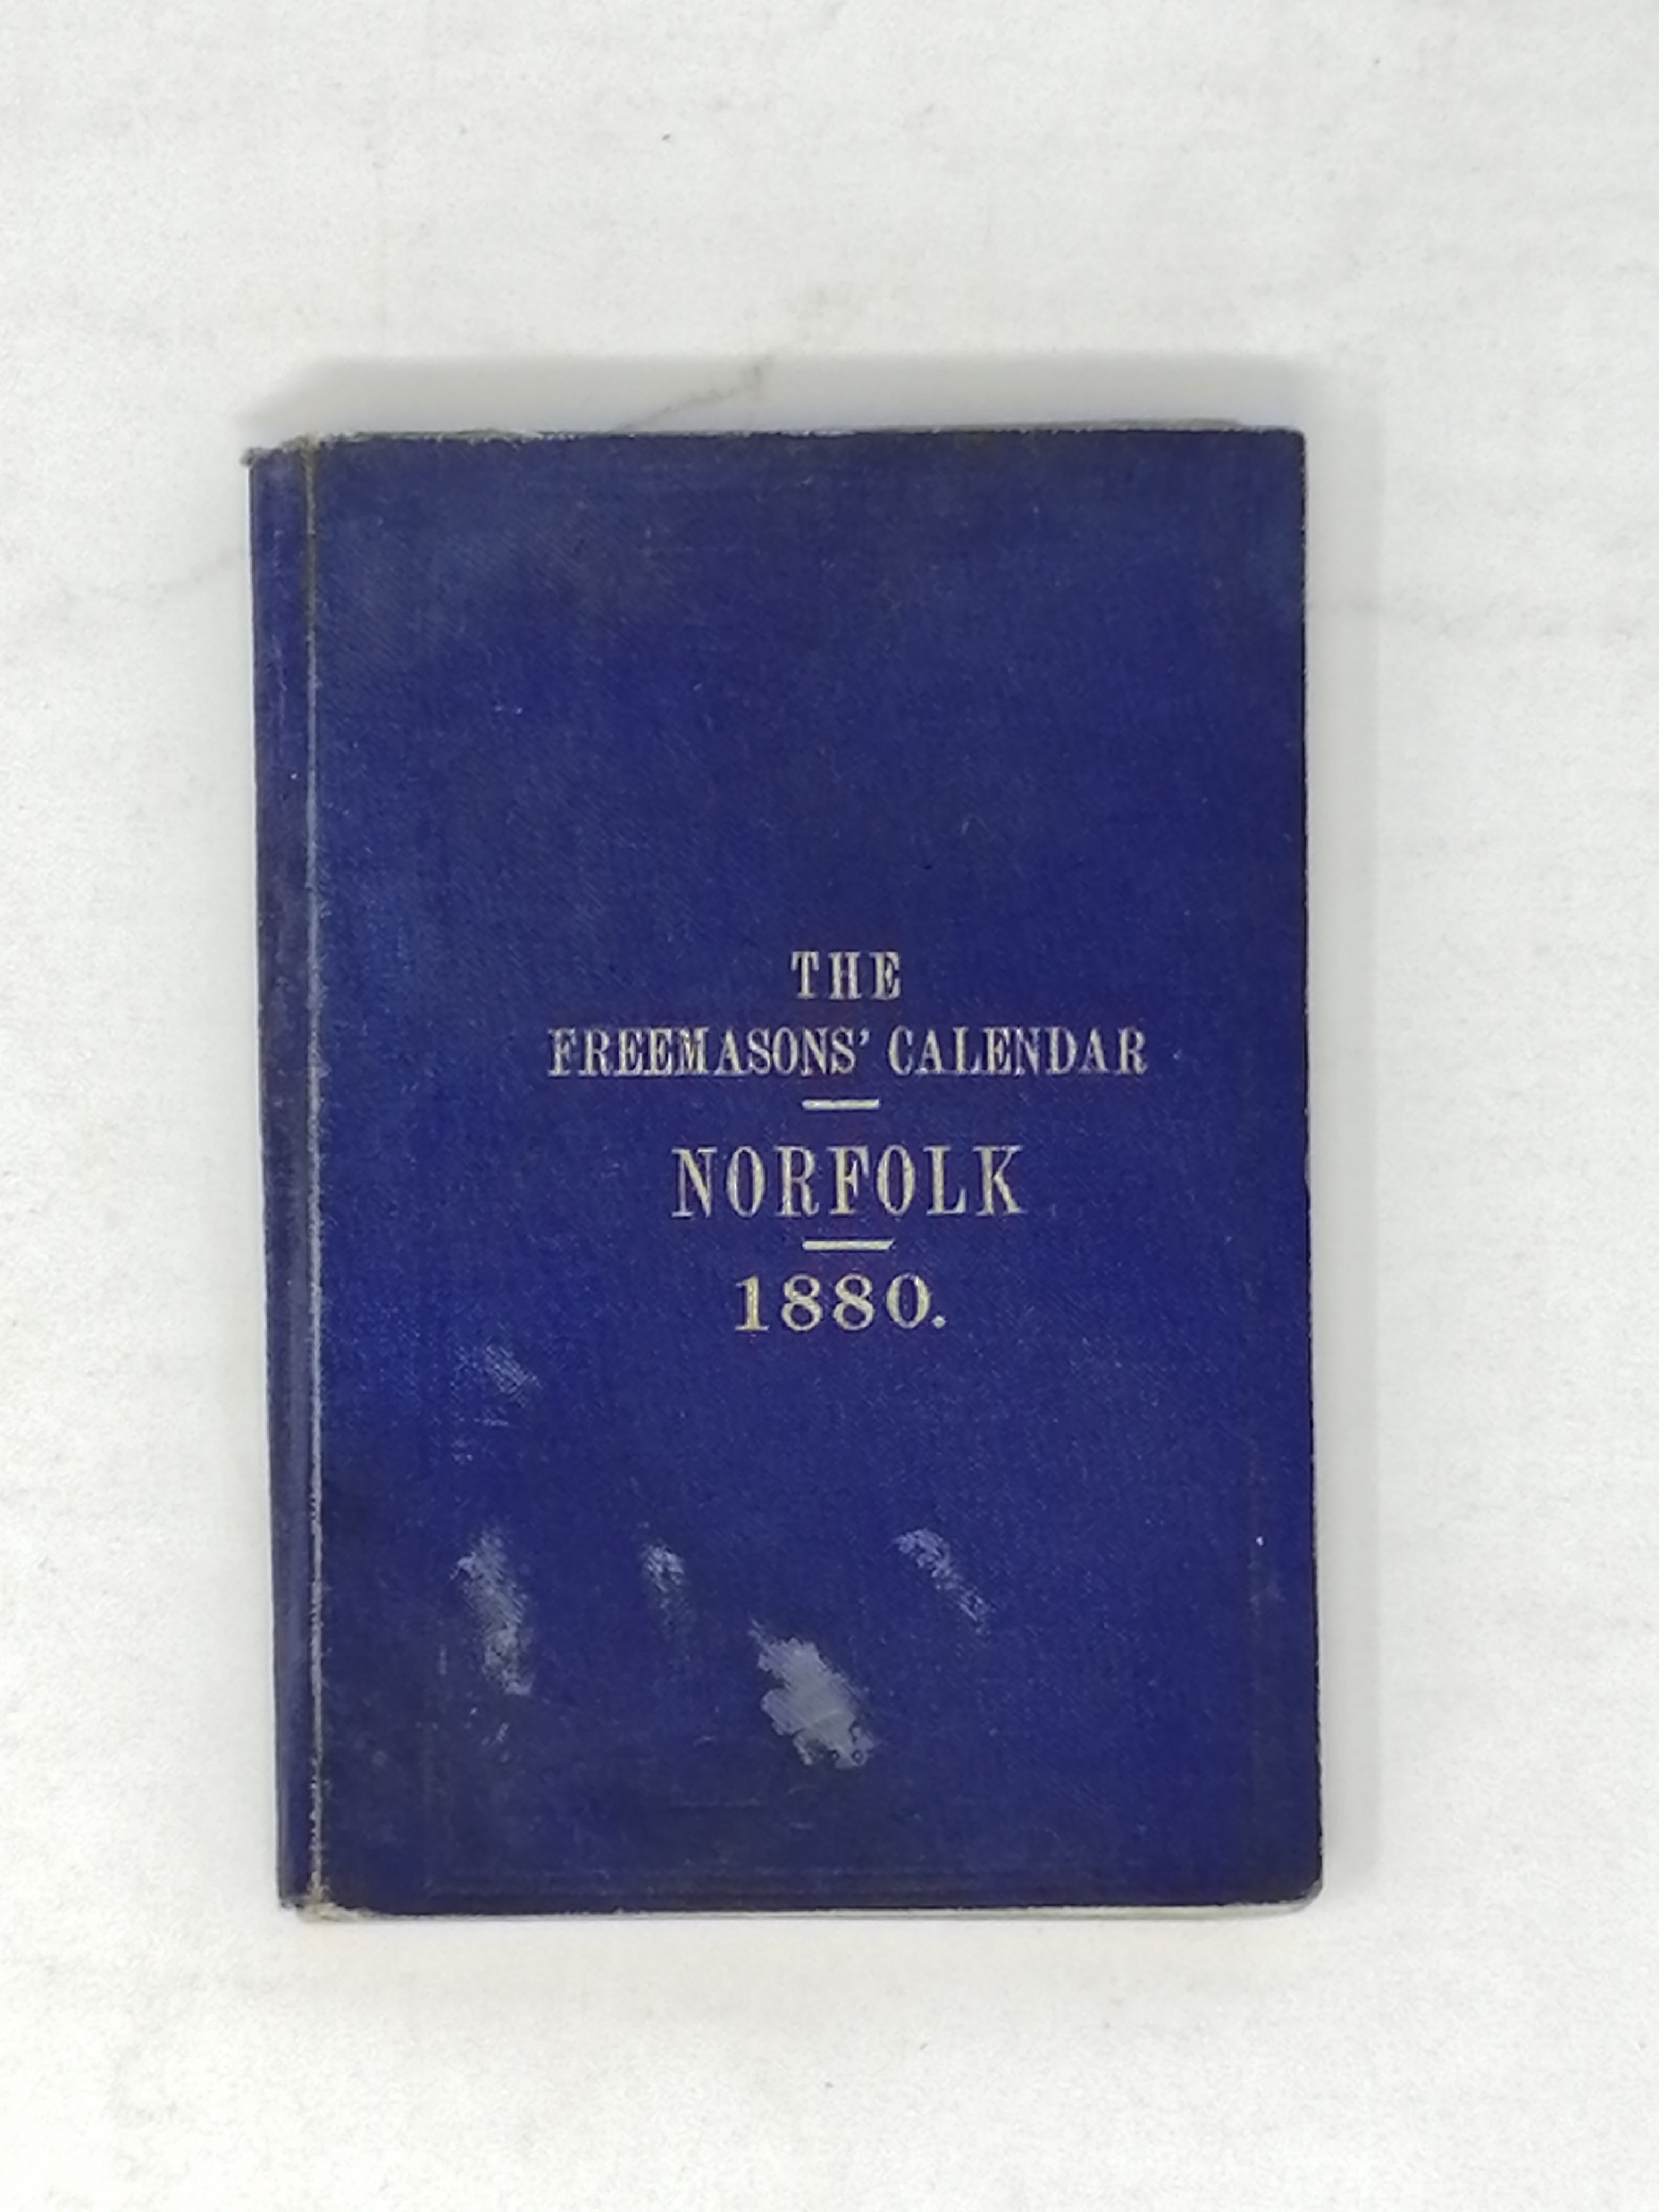 THE
FREEMASONS' CALENDAR
NORFOLK
1880.